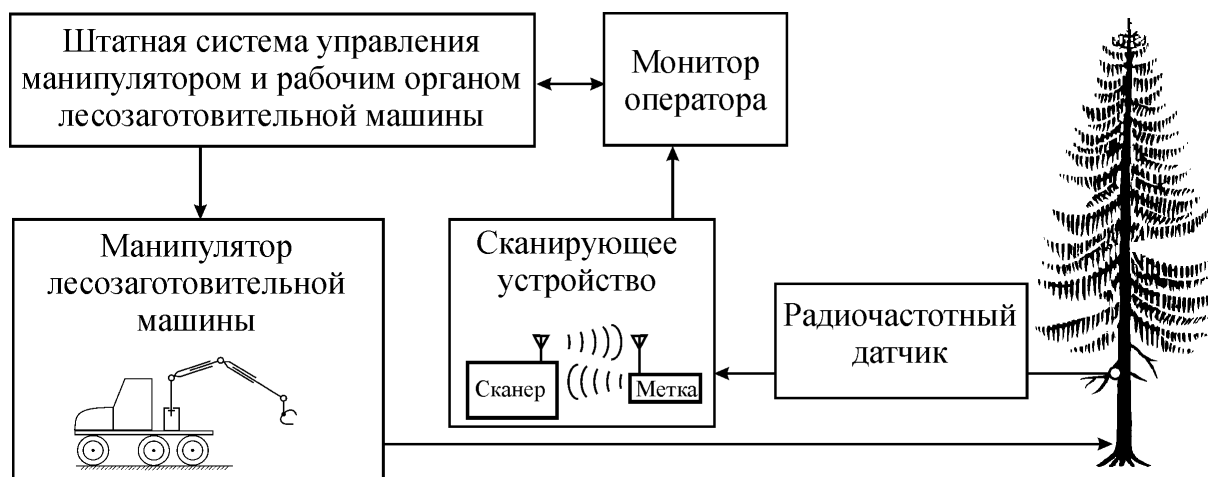 Штатная система управления
манипулятором и рабочим органом
лесозаготовительной машины
Монитор
оператора
Манипулятор
лесозаготовительной
машины
Сканирующее
устройство
Сканер
Метка
Радиочастотный
датчик